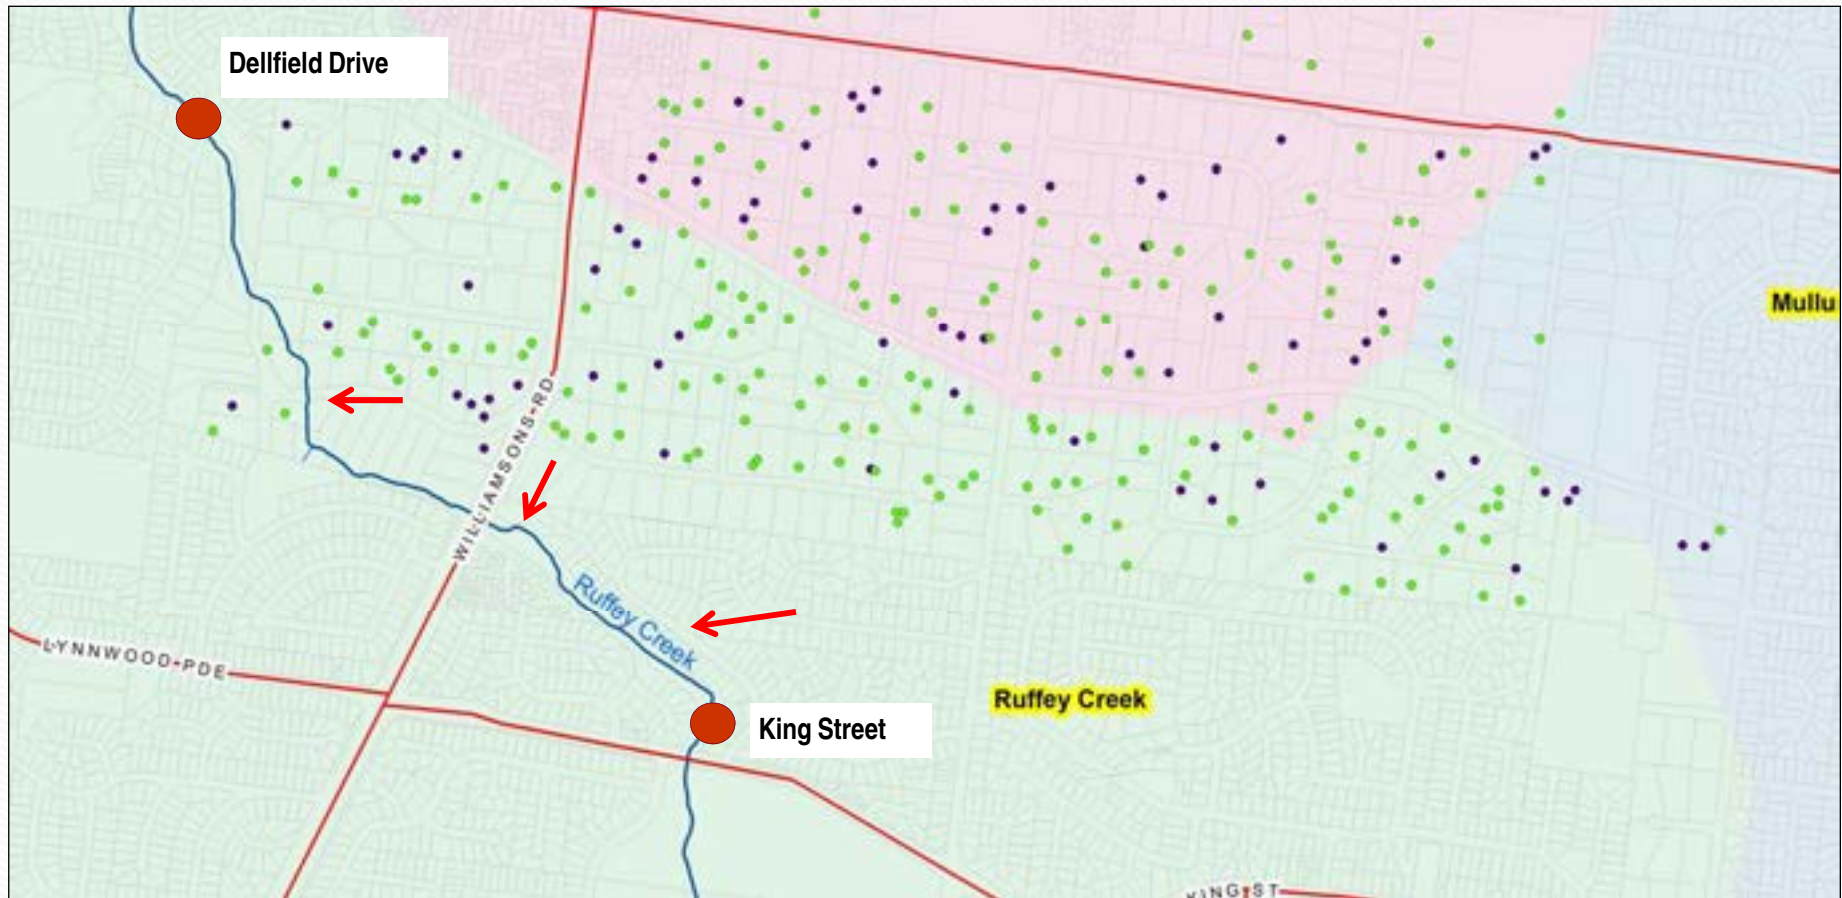 Dellfield Drive
Mullu
WILLIAMSONS RD
Ruffey Creek
LYNNWOOD PDE
Ruffey Creek
King Street
KING ST